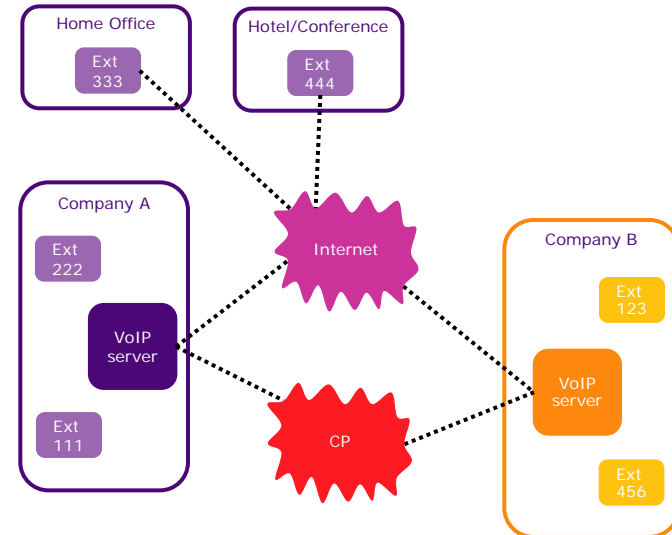 Home Office
Ext
333
Hotel/Conference
Ext
444
Company A
Ext
222
VoIP
server
Ext
111
Internet
CP
Company B
Ext
123
VoIP
server
Ext
456